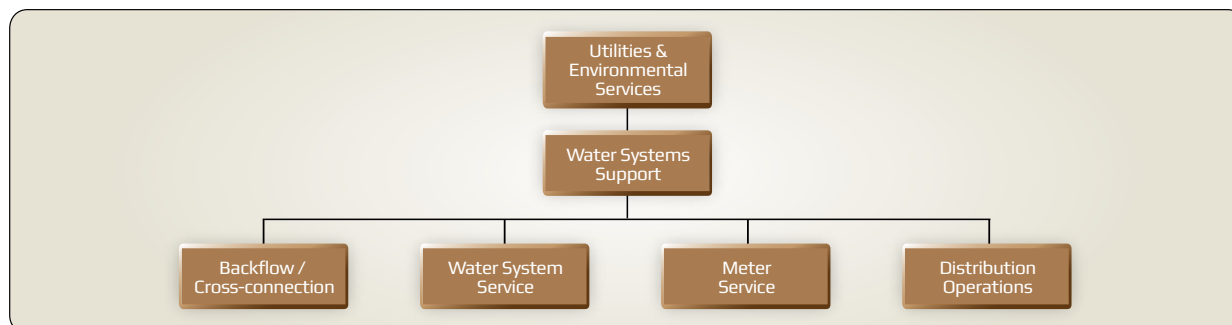 Utilities &
Environmental
Services
Water Systems
Support
Backflow /
Cross-connection
Water System
Service
Meter
Service
Distribution
Operations